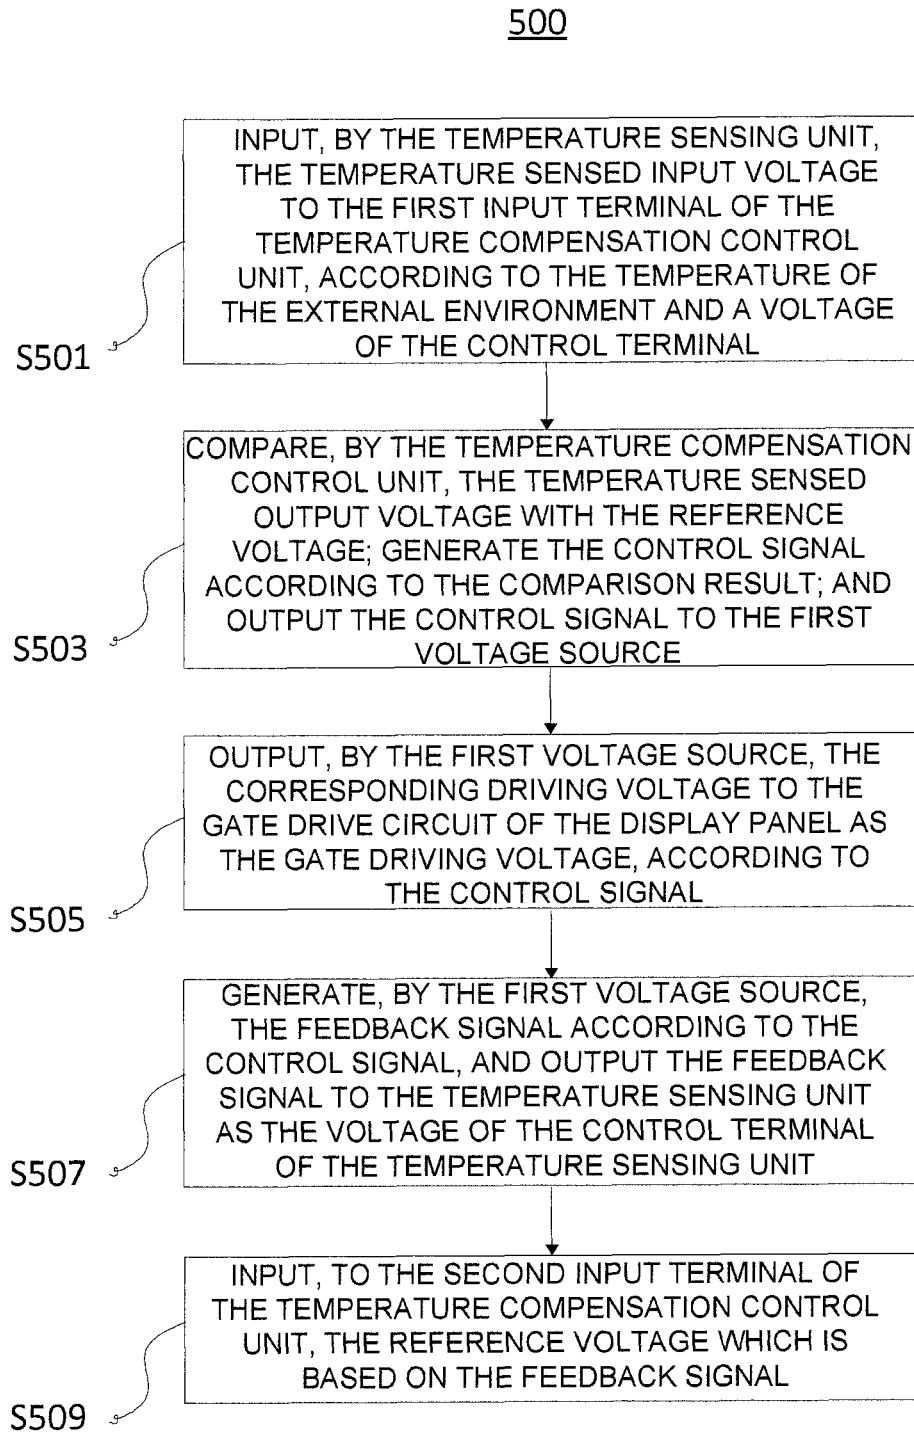 500
INPUT, BY THE TEMPERATURE SENSING UNIT,
THE TEMPERATURE SENSED INPUT VOLTAGE
TO THE FIRST INPUT TERMINAL OF THE
TEMPERATURE COMPENSATION CONTROL
UNIT, ACCORDING TO THE TEMPERATURE OF
THE EXTERNAL ENVIRONMENT AND A VOLTAGE
OF THE CONTROL TERMINAL
S501
COMPARE, BY THE TEMPERATURE COMPENSATION
CONTROL UNIT, THE TEMPERATURE SENSED
OUTPUT VOLTAGE WITH THE REFERENCE
VOLTAGE; GENERATE THE CONTROL SIGNAL
ACCORDING TO THE COMPARISON RESULT; AND
OUTPUT THE CONTROL SIGNAL TO THE FIRST
VOLTAGE SOURCE
S503
OUTPUT, BY THE FIRST VOLTAGE SOURCE, THE
CORRESPONDING DRIVING VOLTAGE TO THE
GATE DRIVE CIRCUIT OF THE DISPLAY PANEL AS
THE GATE DRIVING VOLTAGE, ACCORDING TO
THE CONTROL SIGNAL
S505
GENERATE, BY THE FIRST VOLTAGE SOURCE,
THE FEEDBACK SIGNAL ACCORDING TO THE
CONTROL SIGNAL, AND OUTPUT THE FEEDBACK
SIGNAL TO THE TEMPERATURE SENSING UNIT
AS THE VOLTAGE OF THE CONTROL TERMINAL
OF THE TEMPERATURE SENSING UNIT
S507
INPUT, TO THE SECOND INPUT TERMINAL OF
THE TEMPERATURE COMPENSATION CONTROL
UNIT, THE REFERENCE VOLTAGE WHICH IS
BASED ON THE FEEDBACK SIGNAL
S509